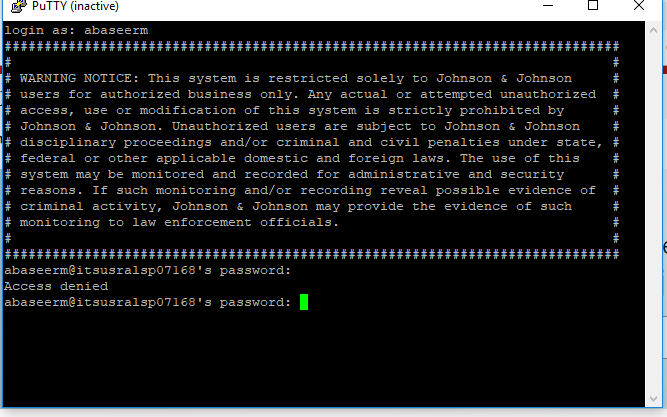 PuTTY (inactive)
login as: abaseerm
#############################################################################
#                                                                           #
# WARNING NOTICE: This system is restricted solely to Johnson & Johnson     #
# users for authorized business only. Any actual or attempted unauthorized  #
# access, use or modification of this system is strictly prohibited by      #
# Johnson & Johnson. Unauthorized users are subject to Johnson & Johnson    #
# disciplinary proceedings and/or criminal and civil penalties under state, #
# federal or other applicable domestic and foreign laws. The use of this    #
# system may be monitored and recorded for administrative and security      #
# reasons. If such monitoring and/or recording reveal possible evidence of  #
# criminal activity, Johnson & Johnson may provide the evidence of such     #
# monitoring to law enforcement officials.                                  #
#                                                                           #
#############################################################################
abaseerm@itsusralsp07168's password:
Access denied
abaseerm@itsusralsp07168's password: